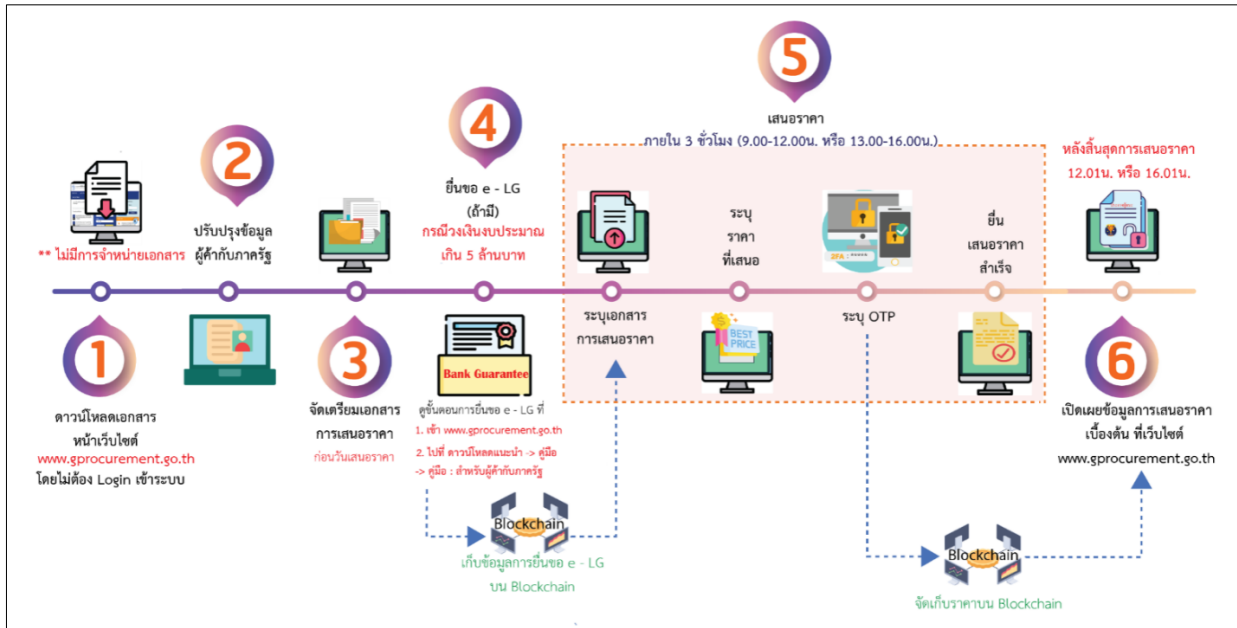 1
ดาวน์โหลดเอกสาร
หน้าเว็บไซต์
www.gprocurement.go.th
โดยไม่ต้อง Login เข้าระบบ
** ไม่มีการจำหน่ายเอกสาร
2
ปรับปรุงข้อมูล
ผู้ค้ากับภาครัฐ
3
จัดเตรียมเอกสาร
การเสนอราคา
ก่อนวันเสนอราคา
4
ยื่นขอ e - LG
(ถ้ามี)
กรณีวงเงินงบประมาณ
เกิน 5 ล้านบาท
Bank Guarantee
ดูขั้นตอนการยื่นขอ e - LG ที่
1. เข้า www.gprocurement.go.th
2. ไปที่ ดาวน์โหลดแนะนำ -> คู่มือ
-> คู่มือ : สำหรับผู้ค้ากับภาครัฐ
Blockchain
เก็บข้อมูลการยื่นขอ e - LG
บน Blockchain
5
เสนอราคา
ภายใน 3 ชั่วโมง (9.00-12.00น. หรือ 13.00-16.00น.)
ระบุเอกสาร
การเสนอราคา
ระบุ
ราคา
ที่เสนอ
BEST
PRICE
2FA :
ระบุ OTP
ยื่น
เสนอราคา
สำเร็จ
Blockchain
จัดเก็บราคาบน Blockchain
หลังสิ้นสุดการเสนอราคา
12.01น. หรือ 16.01น.
6
เปิดเผยข้อมูลการเสนอราคา
เบื้องต้น ที่เว็บไซต์
www.gprocurement.go.th